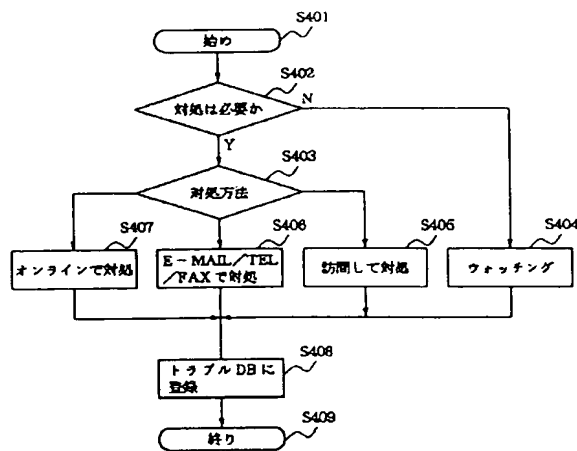 S401
始め
S402
対処は必要か
N
Y
S403
対処方法
S407
S406
S405
S404
オンラインで対処
E-MAIL/TEL
/FAXで対処
訪問して対処
ウォッチング
S408
トラブルDBに
登録
S409
終り